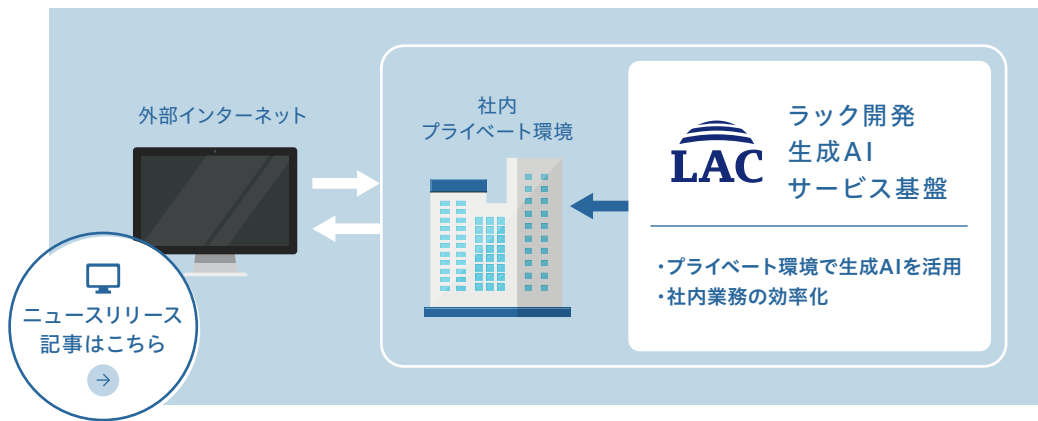 外部インターネット
社内
プライベート環境
LAC
ラック開発
生成AI
サービス基盤
・プライベート環境で生成AIを活用
・社内業務の効率化
ニュースリリース
記事はこちら